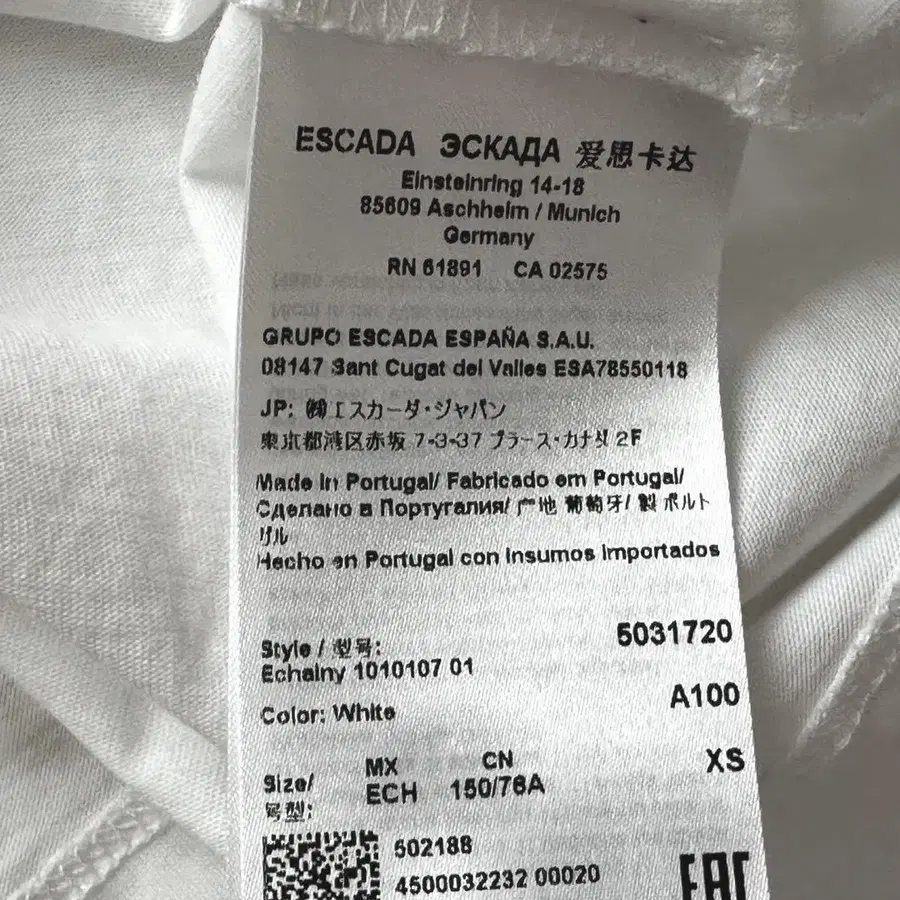 ESCADA ЭСКАДА 爱思卡达
Einsteinring 14-18
85609 Aschheim / Munich
Germany
RN 61891 CA 02575
GRUPO ESCADA ESPAÑA S.A.U.
08147 Sant Cugat del Valles ESA78550118
JP: ㈱エスカーダ・ジャパン
東京都港区赤坂 7-3-37 プラース・カナダ 2F
Made in Portugal/ Fabricado em Portugal/
Сделано в Португалия/ 产地 葡萄牙/ 製 ポルト
ガル
Hecho en Portugal con Insumos Importados
Style / 型号: 5031720
Echainy 1010107 01
Color: White A100
Size/ MX CN XS
号型: ECH 150/76A
502188
4500032232 00020
EAC